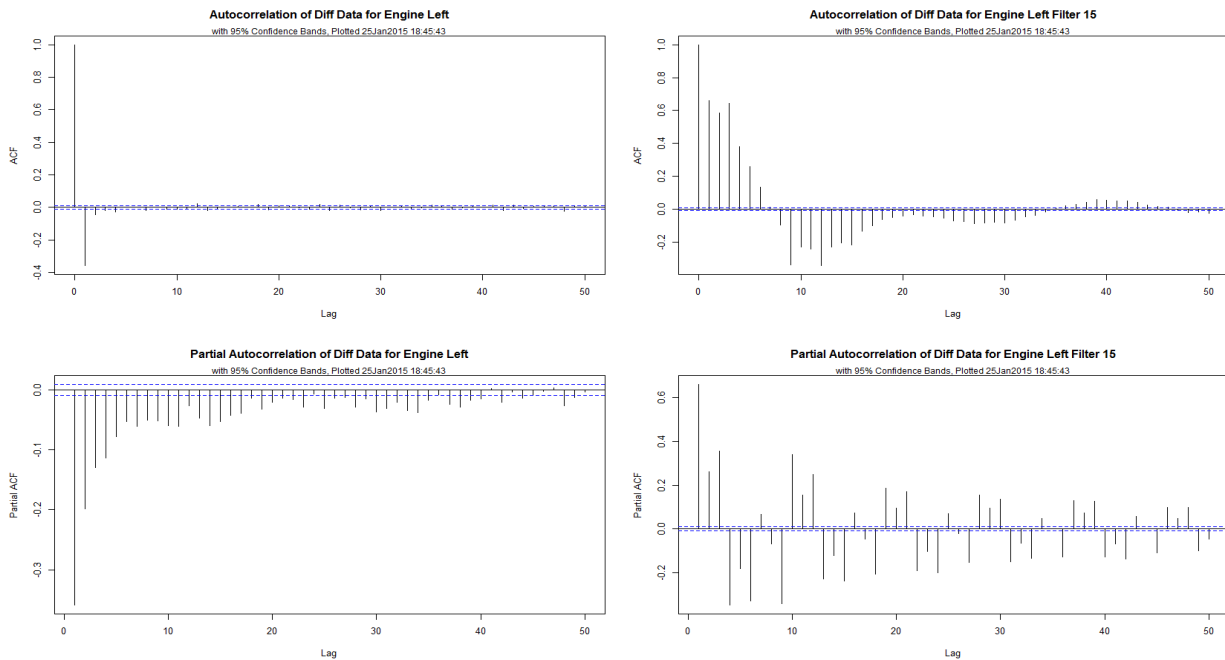 Autocorrelation of Diff Data for Engine Left
with 95% Confidence Bands, Plotted 25Jan2015 18:45:43
ACF
1.0
0.8
0.6
0.4
0.2
0.0
-0.2
-0.4
0 10 20 30 40 50
Lag
Autocorrelation of Diff Data for Engine Left Filter 15
with 95% Confidence Bands, Plotted 25Jan2015 18:45:43
ACF
1.0
0.8
0.6
0.4
0.2
0.0
-0.2
0 10 20 30 40 50
Lag
Partial Autocorrelation of Diff Data for Engine Left
with 95% Confidence Bands, Plotted 25Jan2015 18:45:43
Partial ACF
0.0
-0.1
-0.2
-0.3
0 10 20 30 40 50
Lag
Partial Autocorrelation of Diff Data for Engine Left Filter 15
with 95% Confidence Bands, Plotted 25Jan2015 18:45:43
Partial ACF
0.6
0.4
0.2
0.0
-0.2
0 10 20 30 40 50
Lag